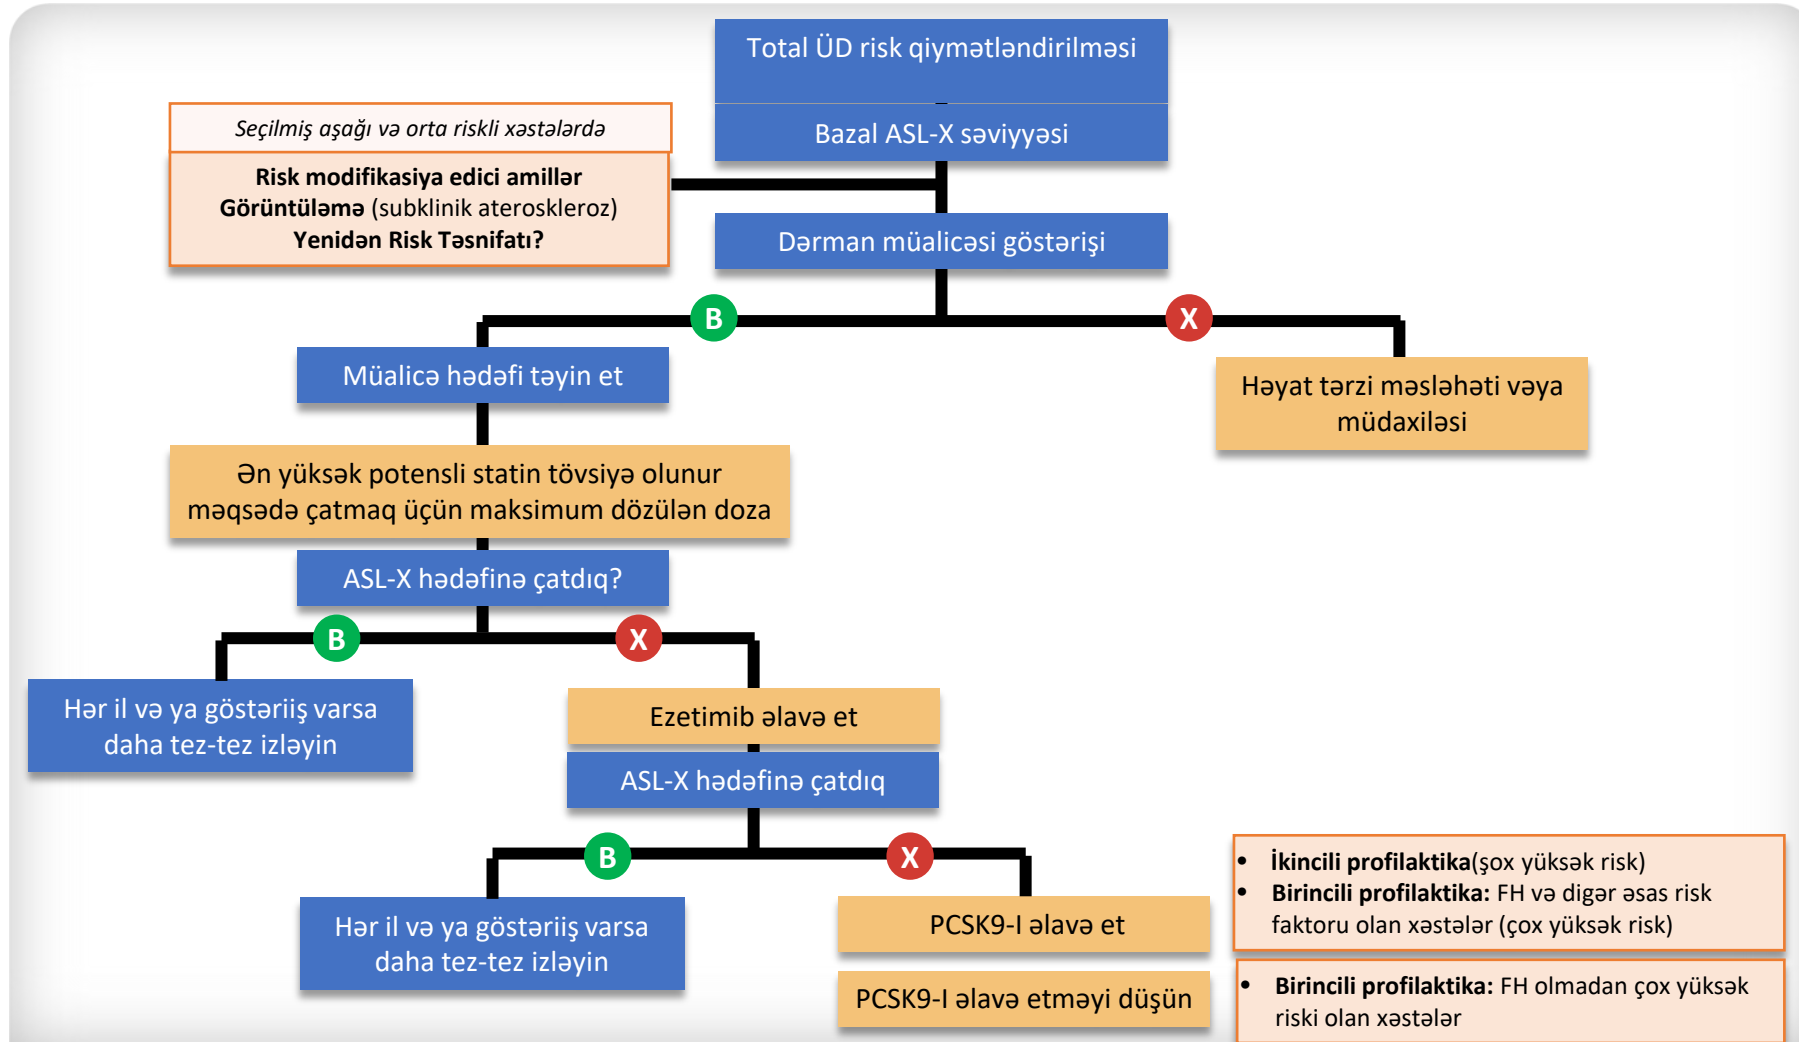 Total ÜD risk qiymətləndirilməsi
Bazal ASL-X səviyyəsi
Seçilmiş aşağı və orta riskli xəstələrdə
Risk modifikasiya edici amillər
Görüntüləmə (subklinik ateroskleroz)
Yenidən Risk Təsnifatı?
Dərman müalicəsi göstərişi
B
X
Müalicə hədəfi təyin et
Həyat tərzi məsləhəti vəya
müdaxiləsi
Ən yüksək potensli statin tövsiyə olunur
məqsədə çatmaq üçün maksimum dözülən doza
ASL-X hədəfinə çatdıq?
B
X
Hər il və ya göstəriiş varsa
daha tez-tez izləyin
Ezetimib əlavə et
ASL-X hədəfinə çatdıq
B
X
Hər il və ya göstəriiş varsa
daha tez-tez izləyin
PCSK9-I əlavə et
PCSK9-I əlavə etməyi düşün
• İkincili profilaktika(şox yüksək risk)
• Birincili profilaktika: FH və digər əsas risk
faktoru olan xəstələr (çox yüksək risk)
• Birincili profilaktika: FH olmadan çox yüksək
riski olan xəstələr